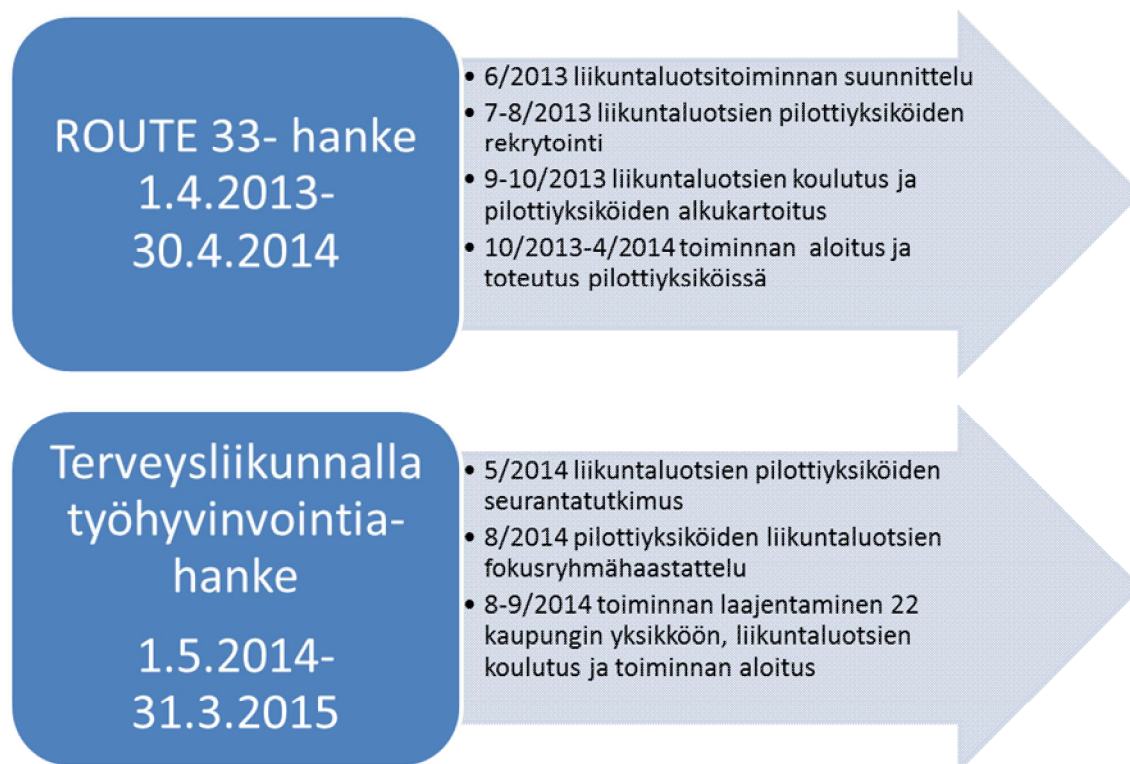 ROUTE 33- hanke
1.4.2013-
30.4.2014
• 6/2013 liikuntaluotsitoiminnan suunnittelu
• 7-8/2013 liikuntaluotsien pilottiyksiköiden
rekrytointi
• 9-10/2013 liikuntaluotsien koulutus ja
pilottiyksiköiden alkukartoitus
• 10/2013-4/2014 toiminnan aloitus ja
toteutus pilottiyksiköissä
Terveysliikunnalla
työhyvinvointia-
hanke
1.5.2014-
31.3.2015
• 5/2014 liikuntaluotsien pilottiyksiköiden
seurantatutkimus
• 8/2014 pilottiyksiköiden liikuntaluotsien
fokusryhmähaastattelu
• 8-9/2014 toiminnan laajentaminen 22
kaupungin yksikköön, liikuntaluotsien
koulutus ja toiminnan aloitus